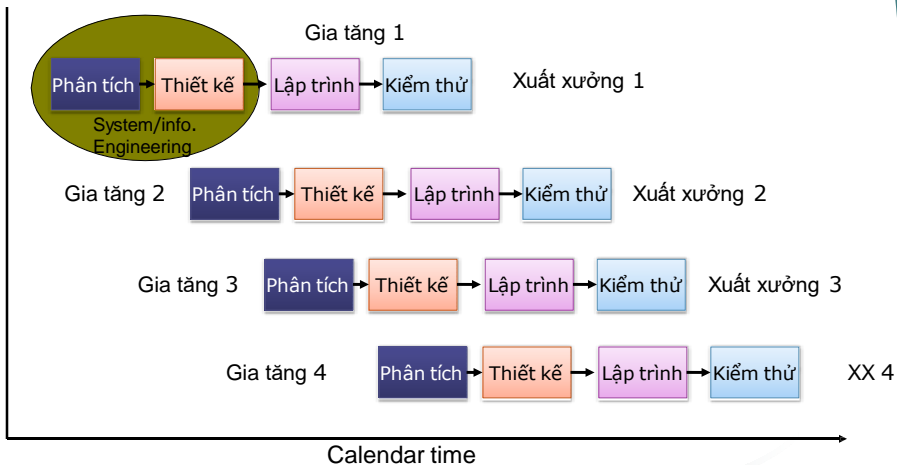 Gia tăng 1
Phân tích Thiết kế Lập trình Kiểm thử Xuất xưởng 1
System/info.
Engineering
Gia tăng 2 Phân tích Thiết kế Lập trình Kiểm thử Xuất xưởng 2
Gia tăng 3 Phân tích Thiết kế Lập trình Kiểm thử Xuất xưởng 3
Gia tăng 4 Phân tích Thiết kế Lập trình Kiểm thử XX 4
Calendar time